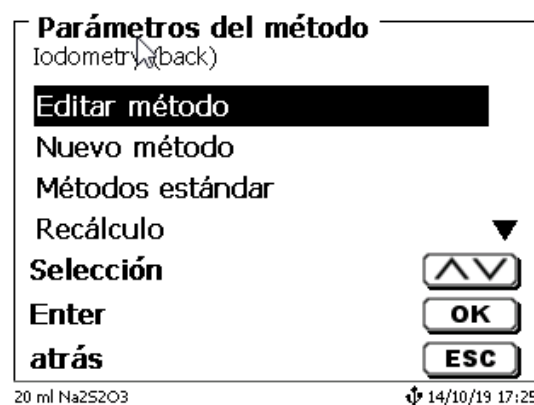 Parámetros del método
Iodometry (back)
Editar método
Nuevo método
Métodos estándar
Recálculo
Selección
Enter OK
atrás ESC
20 ml Na2S2O3 14/10/19 17:25